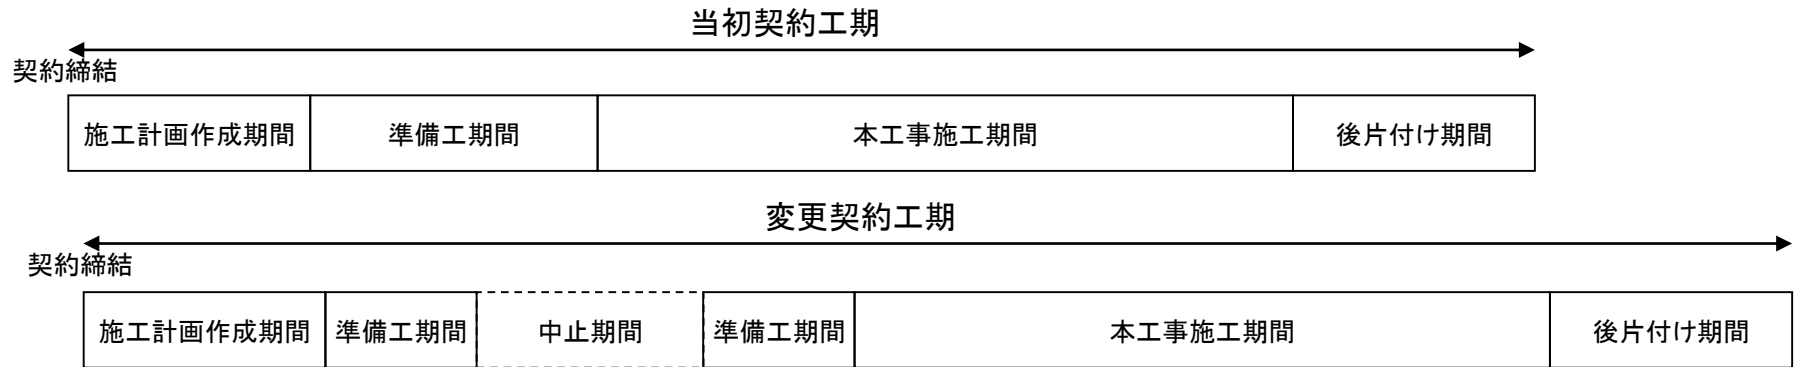 当初契約工期
契約締結
施工計画作成期間 準備工期間 本工事施工期間 後片付け期間
変更契約工期
契約締結
施工計画作成期間 準備工期間 中止期間 準備工期間 本工事施工期間 後片付け期間